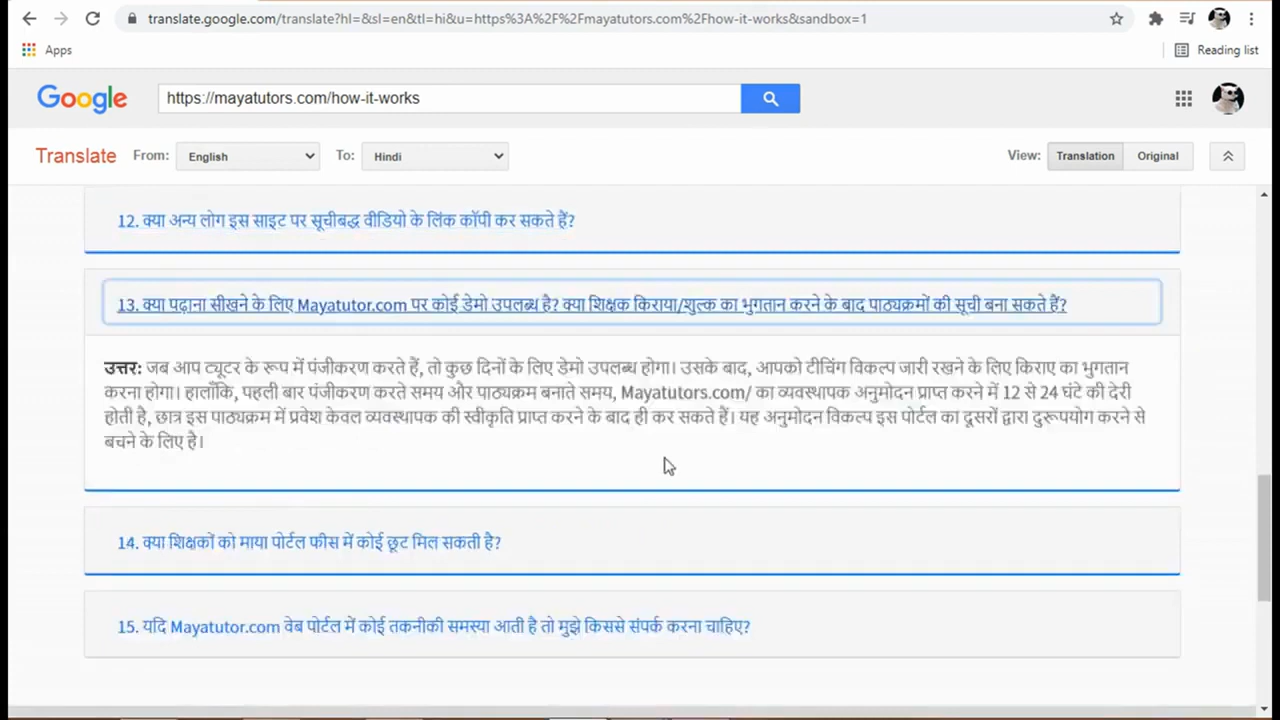 translate.google.com/translate?hl=&sl=en&tl=hi&u=https%3A%2F%2Fmayatutors.com%2Fhow-it-works&sandbox=1
Apps
Reading list
Google
https://mayatutors.com/how-it-works
Translate From: English To: Hindi View: Translation Original
12. क्या अन्य लोग इस साइट पर सूचीबद्ध वीडियो के लिंक कॉपी कर सकते हैं?
13. क्या पढ़ाना सीखने के लिए Mayatutor.com पर कोई डेमो उपलब्ध है? क्या शिक्षक किराया/शुल्क का भुगतान करने के बाद पाठ्यक्रमों की सूची बना सकते हैं?
उत्तर: जब आप ट्यूटर के रूप में पंजीकरण करते हैं, तो कुछ दिनों के लिए डेमो उपलब्ध होगा। उसके बाद, आपको टीचिंग विकल्प जारी रखने के लिए किराए का भुगतान
करना होगा। हालाँकि, पहली बार पंजीकरण करते समय और पाठ्यक्रम बनाते समय, Mayatutors.com/ का व्यवस्थापक अनुमोदन प्राप्त करने में 12 से 24 घंटे की देरी
होती है, छात्र इस पाठ्यक्रम में प्रवेश केवल व्यवस्थापक की स्वीकृति प्राप्त करने के बाद ही कर सकते हैं। यह अनुमोदन विकल्प इस पोर्टल का दूसरों द्वारा दुरूपयोग करने से
बचने के लिए है।
14. क्या शिक्षकों को माया पोर्टल फीस में कोई छूट मिल सकती है?
15. यदि Mayatutor.com वेब पोर्टल में कोई तकनीकी समस्या आती है तो मुझे किससे संपर्क करना चाहिए?